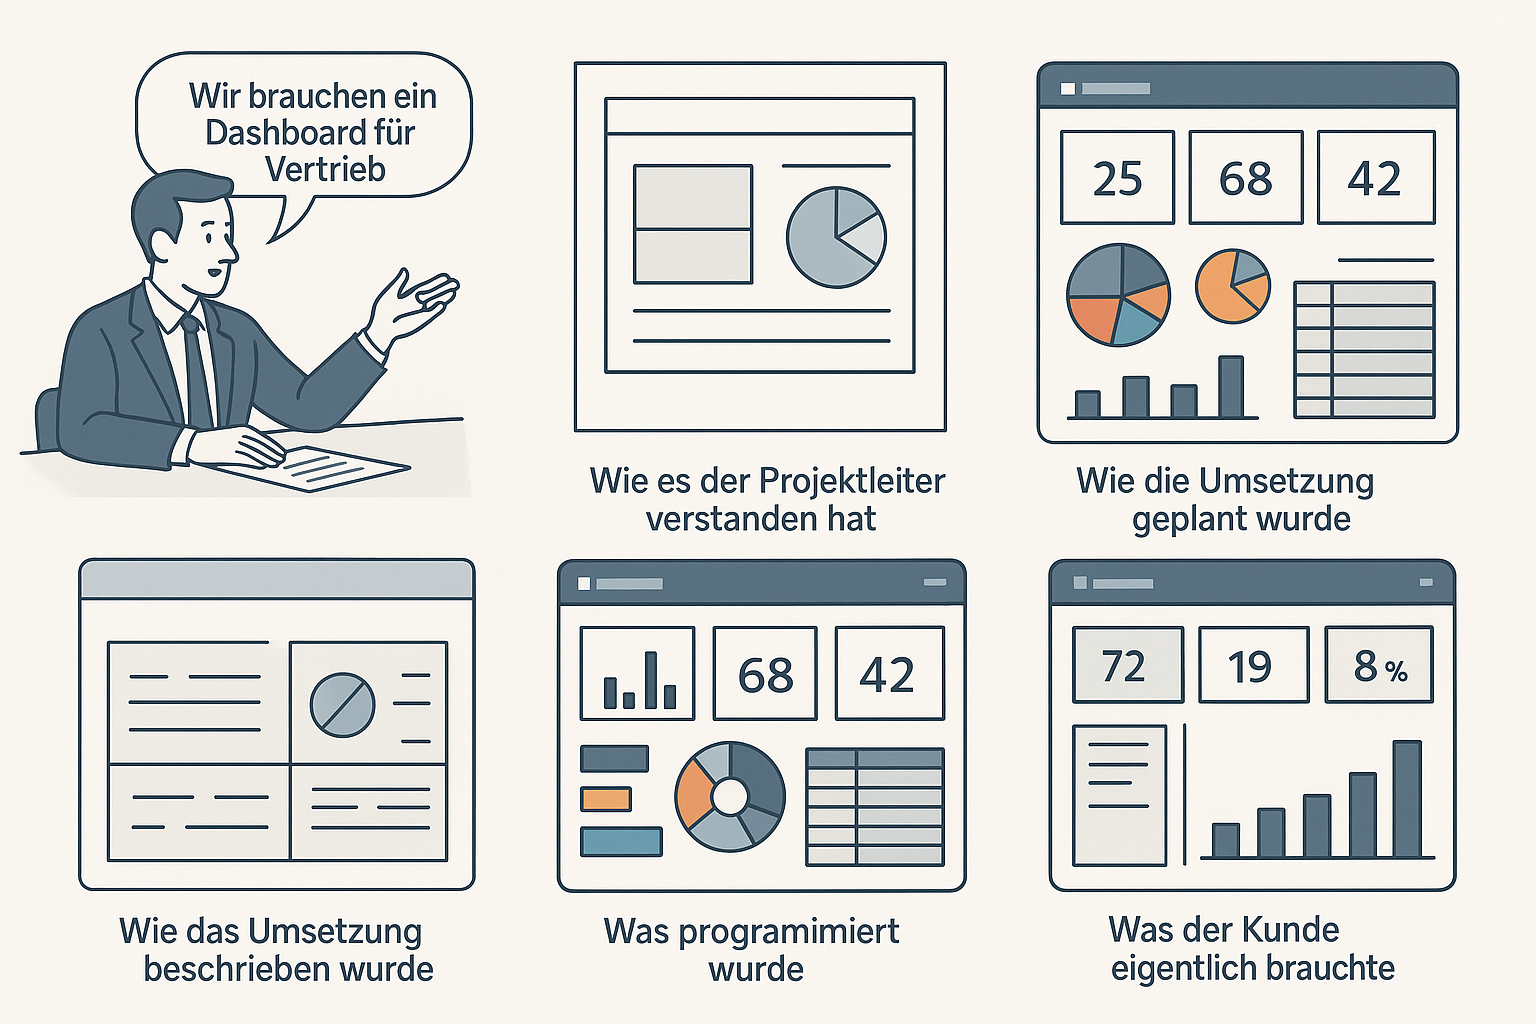 Wir brauchen ein
Dashboard für
Vertrieb
Wie es der Projektleiter
verstanden hat
25 68 42
Wie die Umsetzung
geplant wurde
Wie das Umsetzung
beschrieben wurde
68 42
Was programimiert
wurde
72 19 8 %
Was der Kunde
eigentlich brauchte